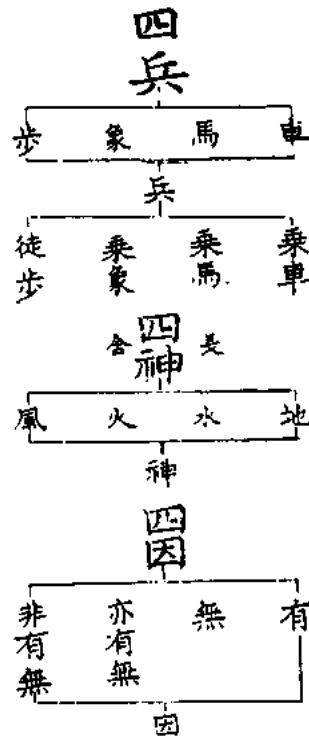 四兵
車
馬
象
步
兵
乘車
乘馬
乘象
徒步
四神
長
含
地
水
火
風
神
四因
有
無
亦有無
非有無
因